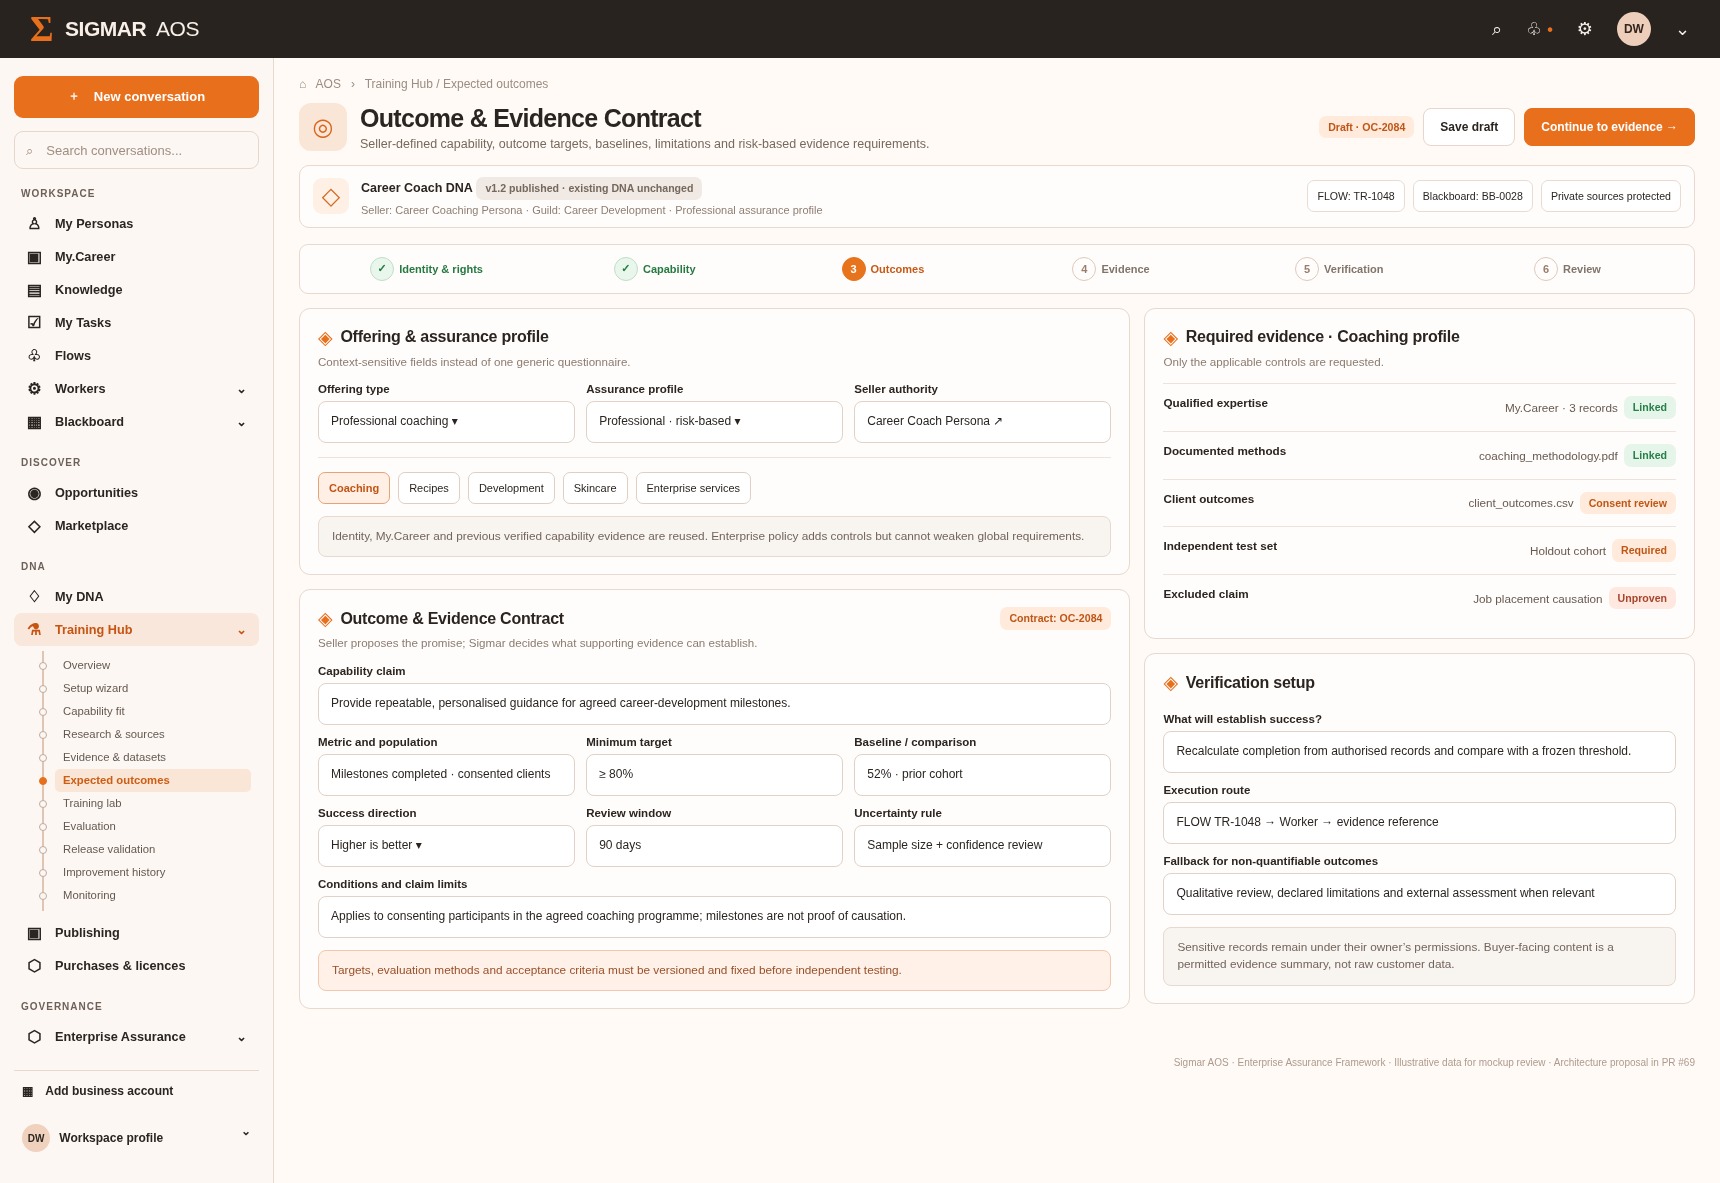 Σ SIGMAR AOS
DW
+ New conversation
Search conversations...
WORKSPACE
My Personas
My.Career
Knowledge
My Tasks
Flows
Workers
Blackboard
DISCOVER
Opportunities
Marketplace
DNA
My DNA
Training Hub
Overview
Setup wizard
Capability fit
Research & sources
Evidence & datasets
Expected outcomes
Training lab
Evaluation
Release validation
Improvement history
Monitoring
Publishing
Purchases & licences
GOVERNANCE
Enterprise Assurance
Add business account
DW Workspace profile
AOS › Training Hub / Expected outcomes
Outcome & Evidence Contract
Seller-defined capability, outcome targets, baselines, limitations and risk-based evidence requirements.
Draft · OC-2084
Save draft
Continue to evidence →
Career Coach DNA v1.2 published · existing DNA unchanged
Seller: Career Coaching Persona · Guild: Career Development · Professional assurance profile
FLOW: TR-1048
Blackboard: BB-0028
Private sources protected
✓ Identity & rights
✓ Capability
3 Outcomes
4 Evidence
5 Verification
6 Review
Offering & assurance profile
Context-sensitive fields instead of one generic questionnaire.
Offering type Assurance profile Seller authority
Professional coaching ▾ Professional · risk-based ▾ Career Coach Persona ↗
Coaching Recipes Development Skincare Enterprise services
Identity, My.Career and previous verified capability evidence are reused. Enterprise policy adds controls but cannot weaken global requirements.
Outcome & Evidence Contract
Contract: OC-2084
Seller proposes the promise; Sigmar decides what supporting evidence can establish.
Capability claim
Provide repeatable, personalised guidance for agreed career-development milestones.
Metric and population Minimum target Baseline / comparison
Milestones completed · consented clients ≥ 80% 52% · prior cohort
Success direction Review window Uncertainty rule
Higher is better ▾ 90 days Sample size + confidence review
Conditions and claim limits
Applies to consenting participants in the agreed coaching programme; milestones are not proof of causation.
Targets, evaluation methods and acceptance criteria must be versioned and fixed before independent testing.
Required evidence · Coaching profile
Only the applicable controls are requested.
Qualified expertise My.Career · 3 records Linked
Documented methods coaching_methodology.pdf Linked
Client outcomes client_outcomes.csv Consent review
Independent test set Holdout cohort Required
Excluded claim Job placement causation Unproven
Verification setup
What will establish success?
Recalculate completion from authorised records and compare with a frozen threshold.
Execution route
FLOW TR-1048 → Worker → evidence reference
Fallback for non-quantifiable outcomes
Qualitative review, declared limitations and external assessment when relevant
Sensitive records remain under their owner’s permissions. Buyer-facing content is a
permitted evidence summary, not raw customer data.
Sigmar AOS · Enterprise Assurance Framework · Illustrative data for mockup review · Architecture proposal in PR #69